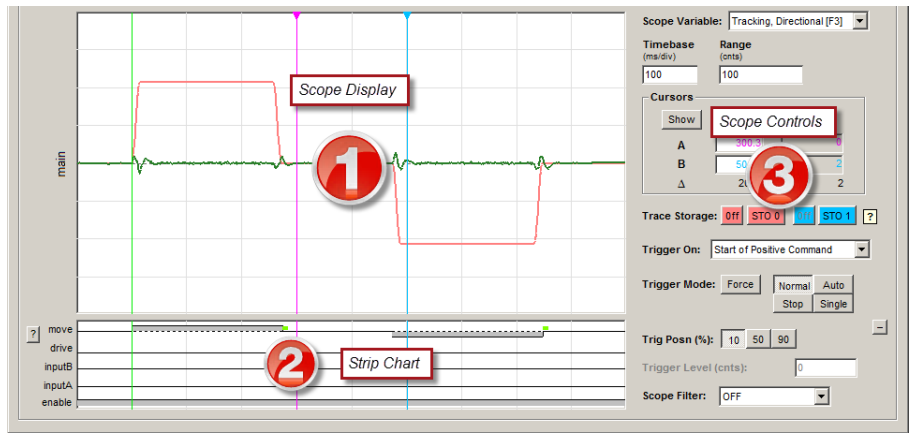 Scope Variable: Tracking, Directional [F3]
Timebase Range
(ms/div) (cnts)
100 100
Scope Display
Cursors
Show
Scope Controls
A 300.3 0
B 50 2
Δ 20 2
main
1
3
Trace Storage: Off STO 0 Off STO 1 ?
Trigger On: Start of Positive Command
Trigger Mode: Force Normal Auto
Stop Single
? move
drive
inputB
inputA
enable
2
Strip Chart
Trig Posn (%): 10 50 90
–
Trigger Level (cnts): 0
Scope Filter: OFF